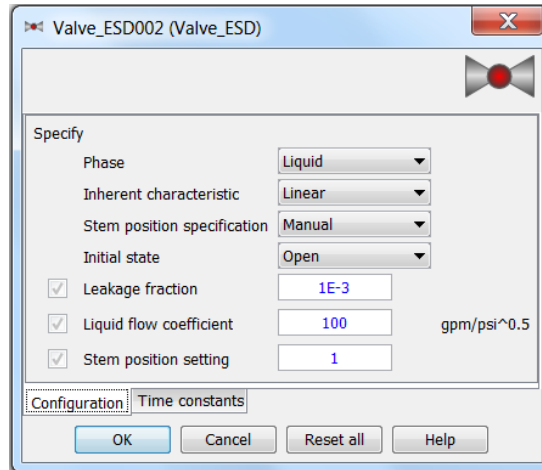 Valve_ESD002 (Valve_ESD)
Specify
Phase Liquid
Inherent characteristic Linear
Stem position specification Manual
Initial state Open
Leakage fraction 1E-3
Liquid flow coefficient 100 gpm/psi^0.5
Stem position setting 1
Configuration Time constants
OK Cancel Reset all Help